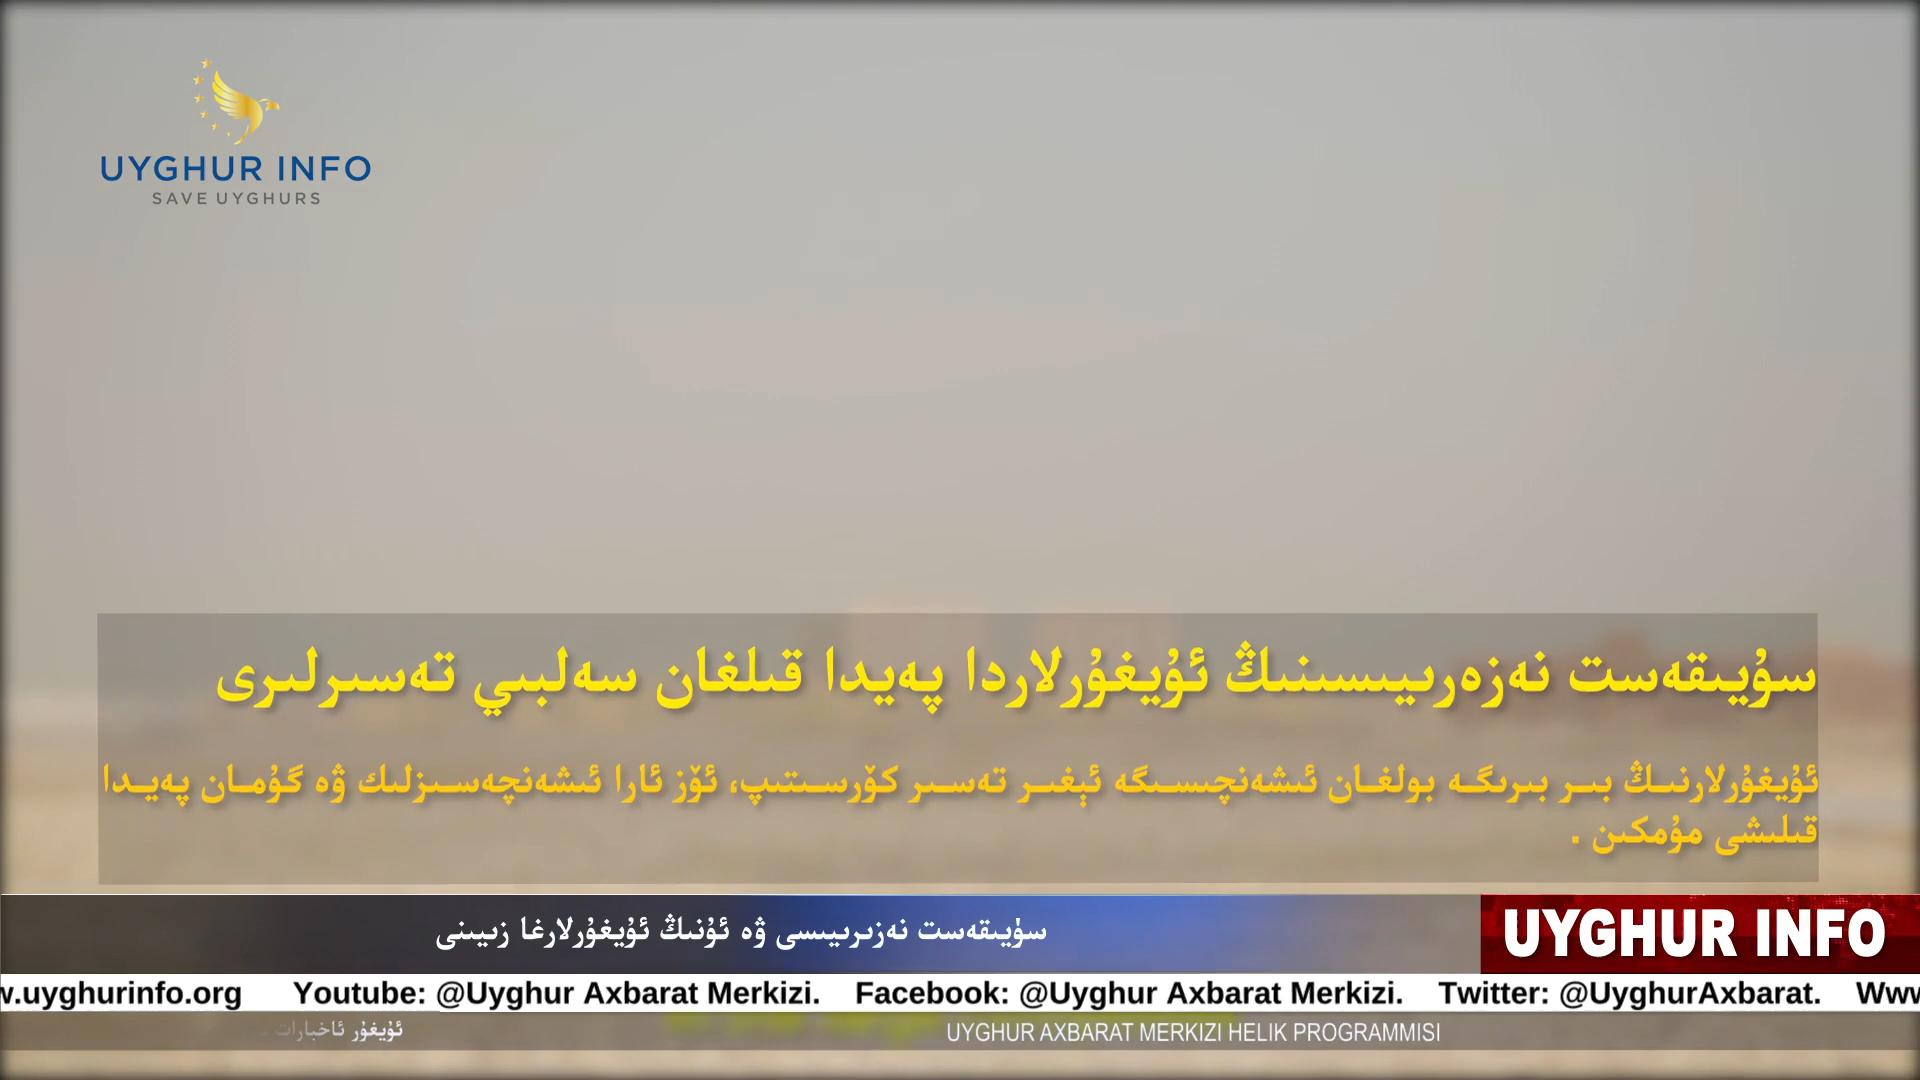 UYGHUR INFO
SAVE UYGHURS
سۇيىقەست نەزەرىيىسىنىڭ ئۇيغۇرلاردا پەيدا قىلغان سەلبىي تەسىرلىرى
ئۇيغۇرلارنىڭ بىر بىرىگە بولغان ئىشەنچىسىگە ئېغىر تەسىر كۆرسىتىپ، ئۆز ئارا ئىشەنچەسىزلىك ۋە گۇمان پەيدا
قىلىشى مۇمكىن .
سۈيىقەست نەزىرىيىسى ۋە ئۇنىڭ ئۇيغۇرلارغا زىيىنى
UYGHUR INFO
w.uyghurinfo.org Youtube: @Uyghur Axbarat Merkizi. Facebook: @Uyghur Axbarat Merkizi. Twitter: @UyghurAxbarat. Www
ئۇيغۇر ئاخبارات
UYGHUR AXBARAT MERKIZI HELIK PROGRAMMISI